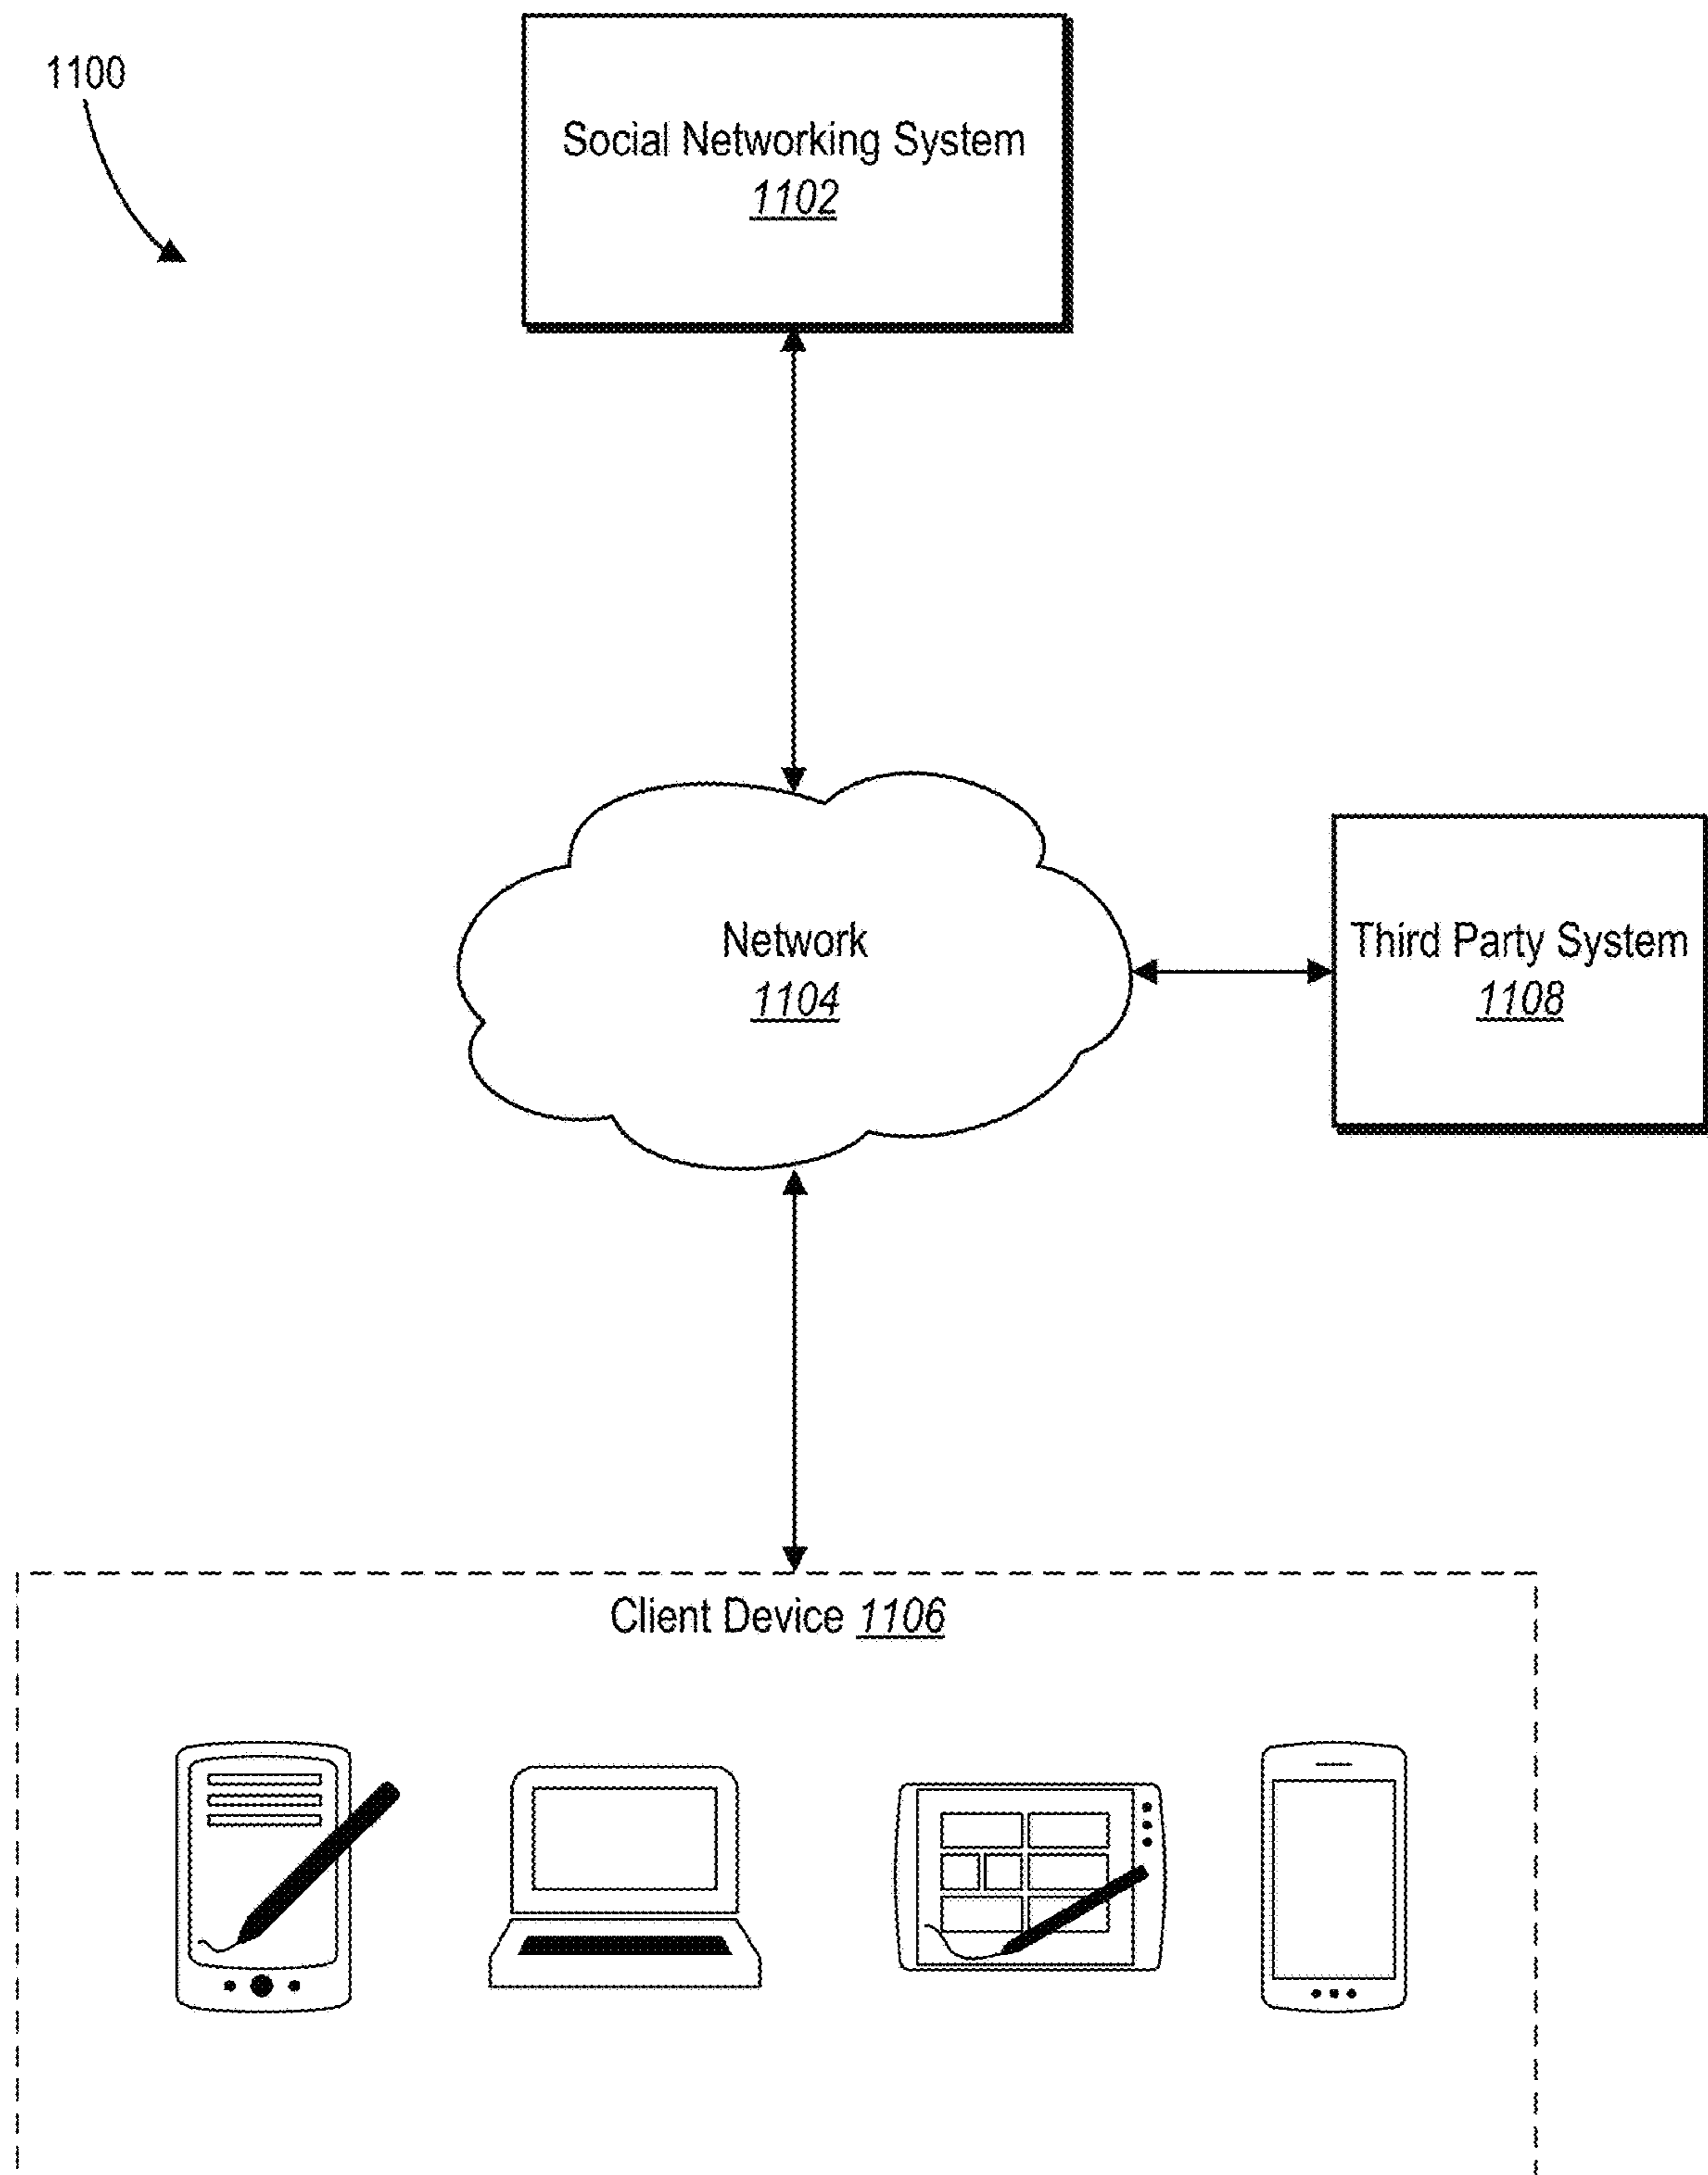 1100
Social Networking System
1102
Network
1104
Third Party System
1108
Client Device 1106